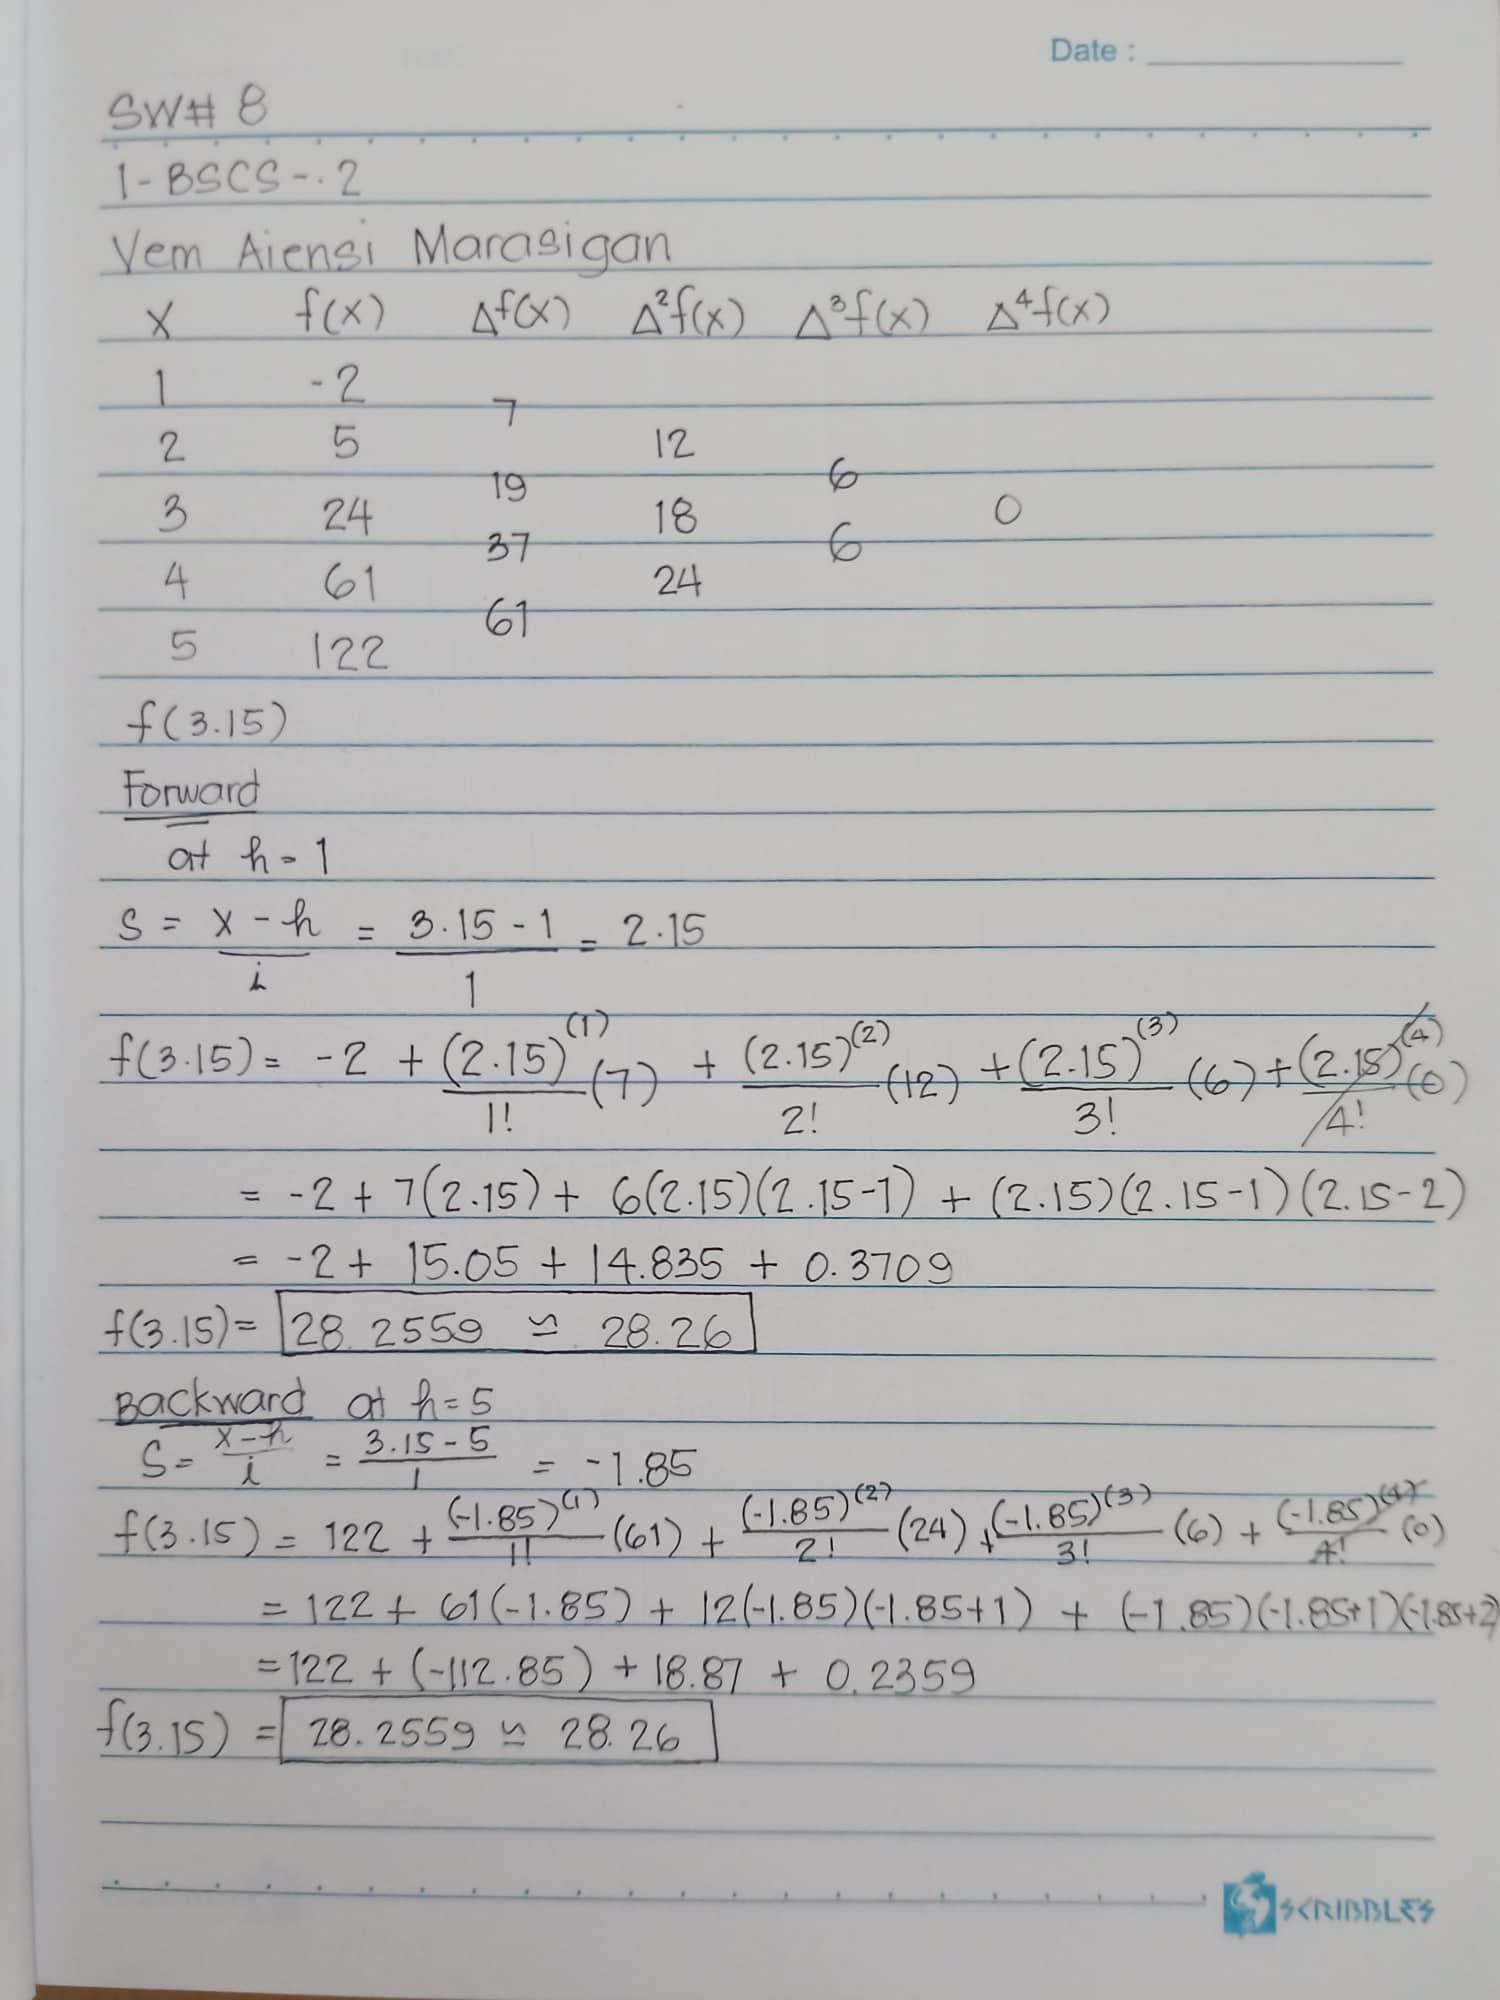 Date :
SW# 8
1-BSCS-.2
Vem Aiensi Marasigan
x f(x) Δf(x) Δ²f(x) Δ³f(x) Δ⁴f(x)
1 -2
7
2 5 12
19 6
3 24 18 0
37 6
4 61 24
61
5 122
f(3.15)
Forward
at h = 1
S = (x-h)/i = (3.15-1)/1 = 2.15
f(3.15) = -2 + (2.15)^(1)/1! (7) + (2.15)^(2)/2! (12) + (2.15)^(3)/3! (6) + (2.15)^(4)/4! (0)
= -2 + 7(2.15) + 6(2.15)(2.15-1) + (2.15)(2.15-1)(2.15-2)
= -2 + 15.05 + 14.835 + 0.3709
f(3.15) = 28.2559 ≃ 28.26
Backward at h = 5
S = (x-h)/i = (3.15-5)/1 = -1.85
f(3.15) = 122 + (-1.85)^(1)/1! (61) + (-1.85)^(2)/2! (24) + (-1.85)^(3)/3! (6) + (-1.85)^(4)/4! (0)
= 122 + 61(-1.85) + 12(-1.85)(-1.85+1) + (-1.85)(-1.85+1)(-1.85+2)
= 122 + (-112.85) + 18.87 + 0.2359
f(3.15) = 28.2559 ≃ 28.26
SCRIBBLES